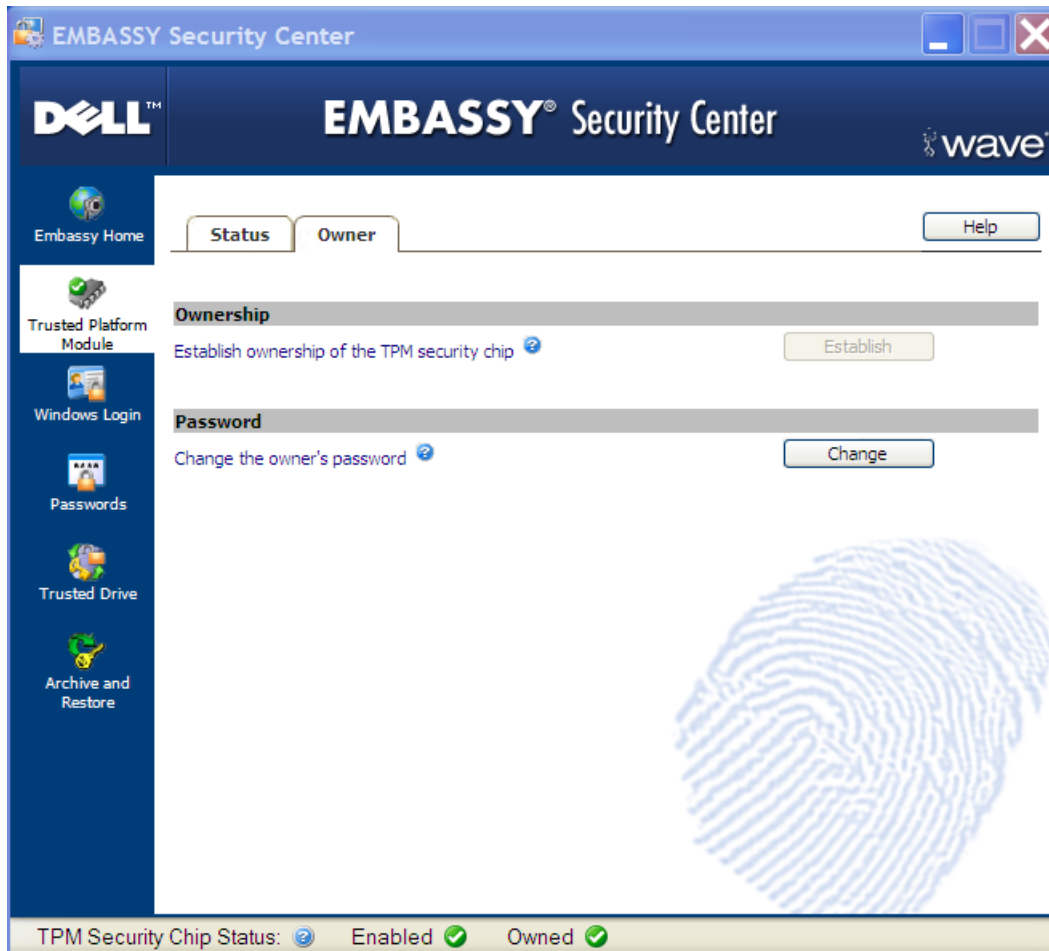 EMBASSY Security Center
DELL™
EMBASSY® Security Center
wave
Embassy Home
Status
Owner
Help
Trusted Platform
Module
Ownership
Establish ownership of the TPM security chip
Establish
Windows Login
Password
Change the owner's password
Change
Passwords
Trusted Drive
Archive and
Restore
TPM Security Chip Status:
Enabled
Owned